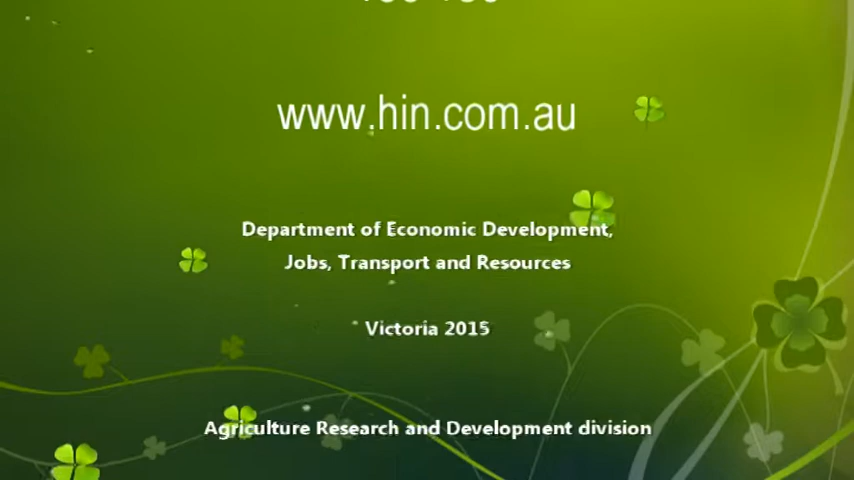 www.hin.com.au
Department of Economic Development,
Jobs, Transport and Resources
Victoria 2015
Agriculture Research and Development division